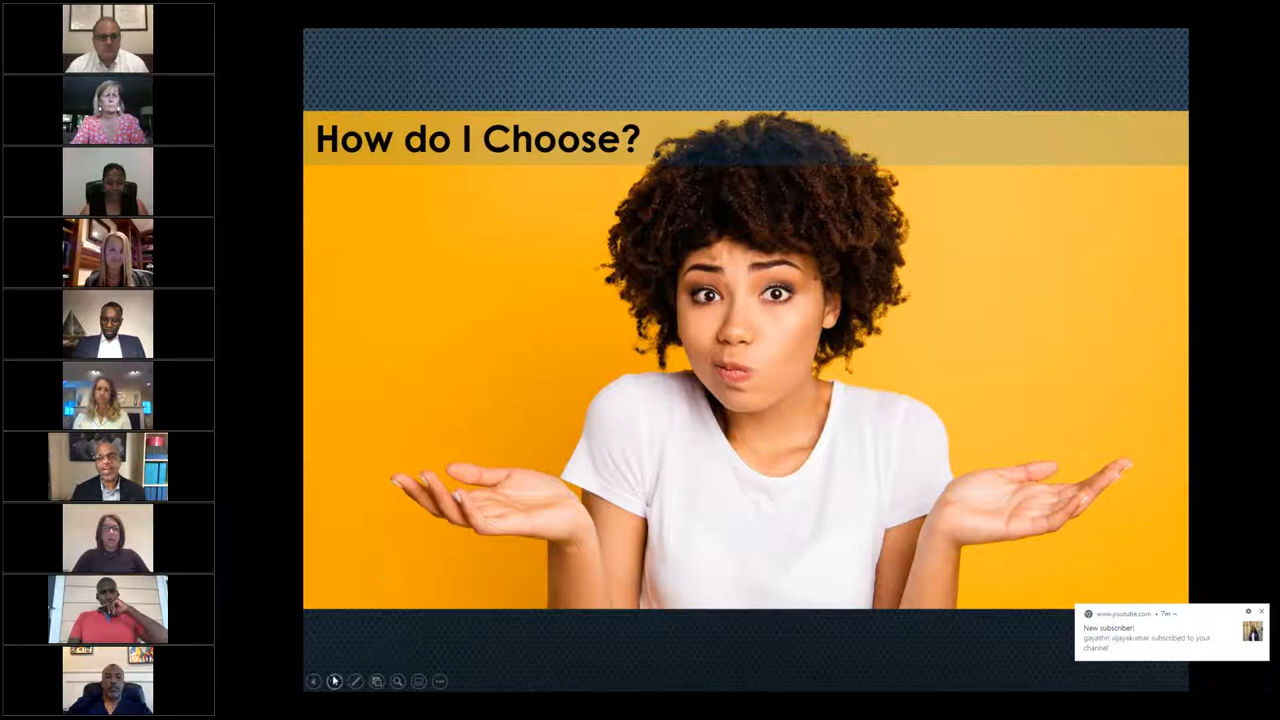 How do I Choose?
www.youtube.com • 7m
New subscriber!
gayathri vijayakumar subscribed to your
channel